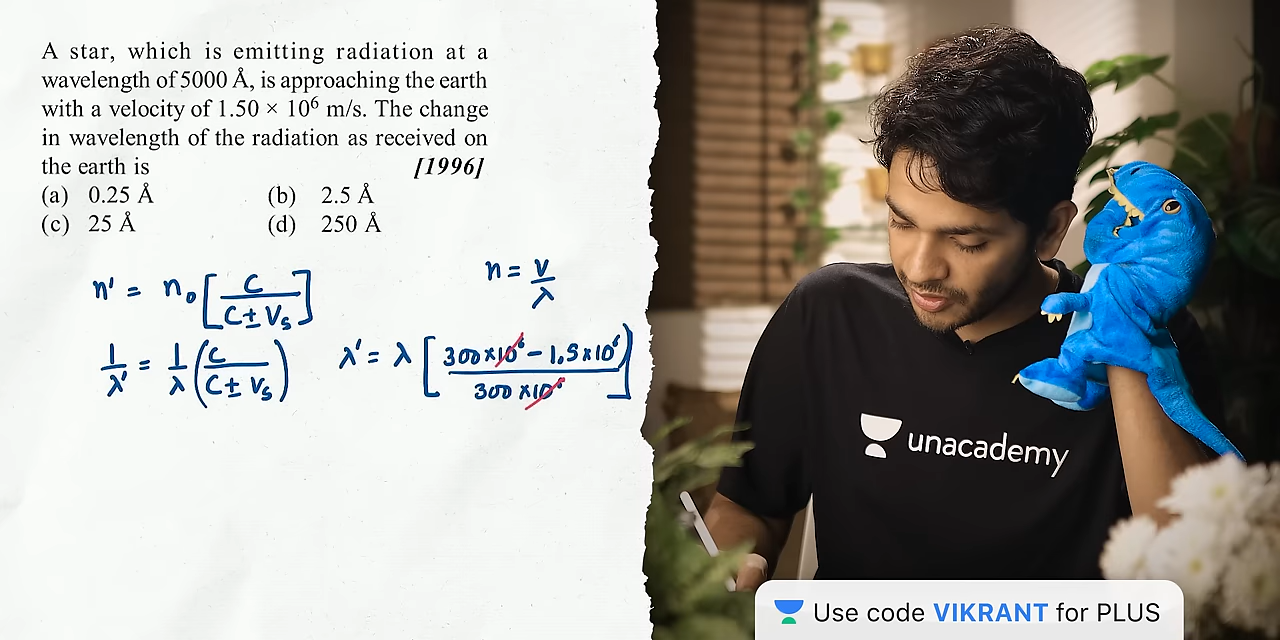 A star, which is emitting radiation at a
wavelength of 5000 Å, is approaching the earth
with a velocity of 1.50 × 10⁶ m/s. The change
in wavelength of the radiation as received on
the earth is [1996]
(a) 0.25 Å (b) 2.5 Å
(c) 25 Å (d) 250 Å
n' = n₀ [C / (C ± Vₛ)] n = v/λ
1/λ' = 1/λ (C / (C ± Vₛ)) λ' = λ [(300×10⁶ − 1.5×10⁶) / 300×10⁶]
unacademy
Use code VIKRANT for PLUS